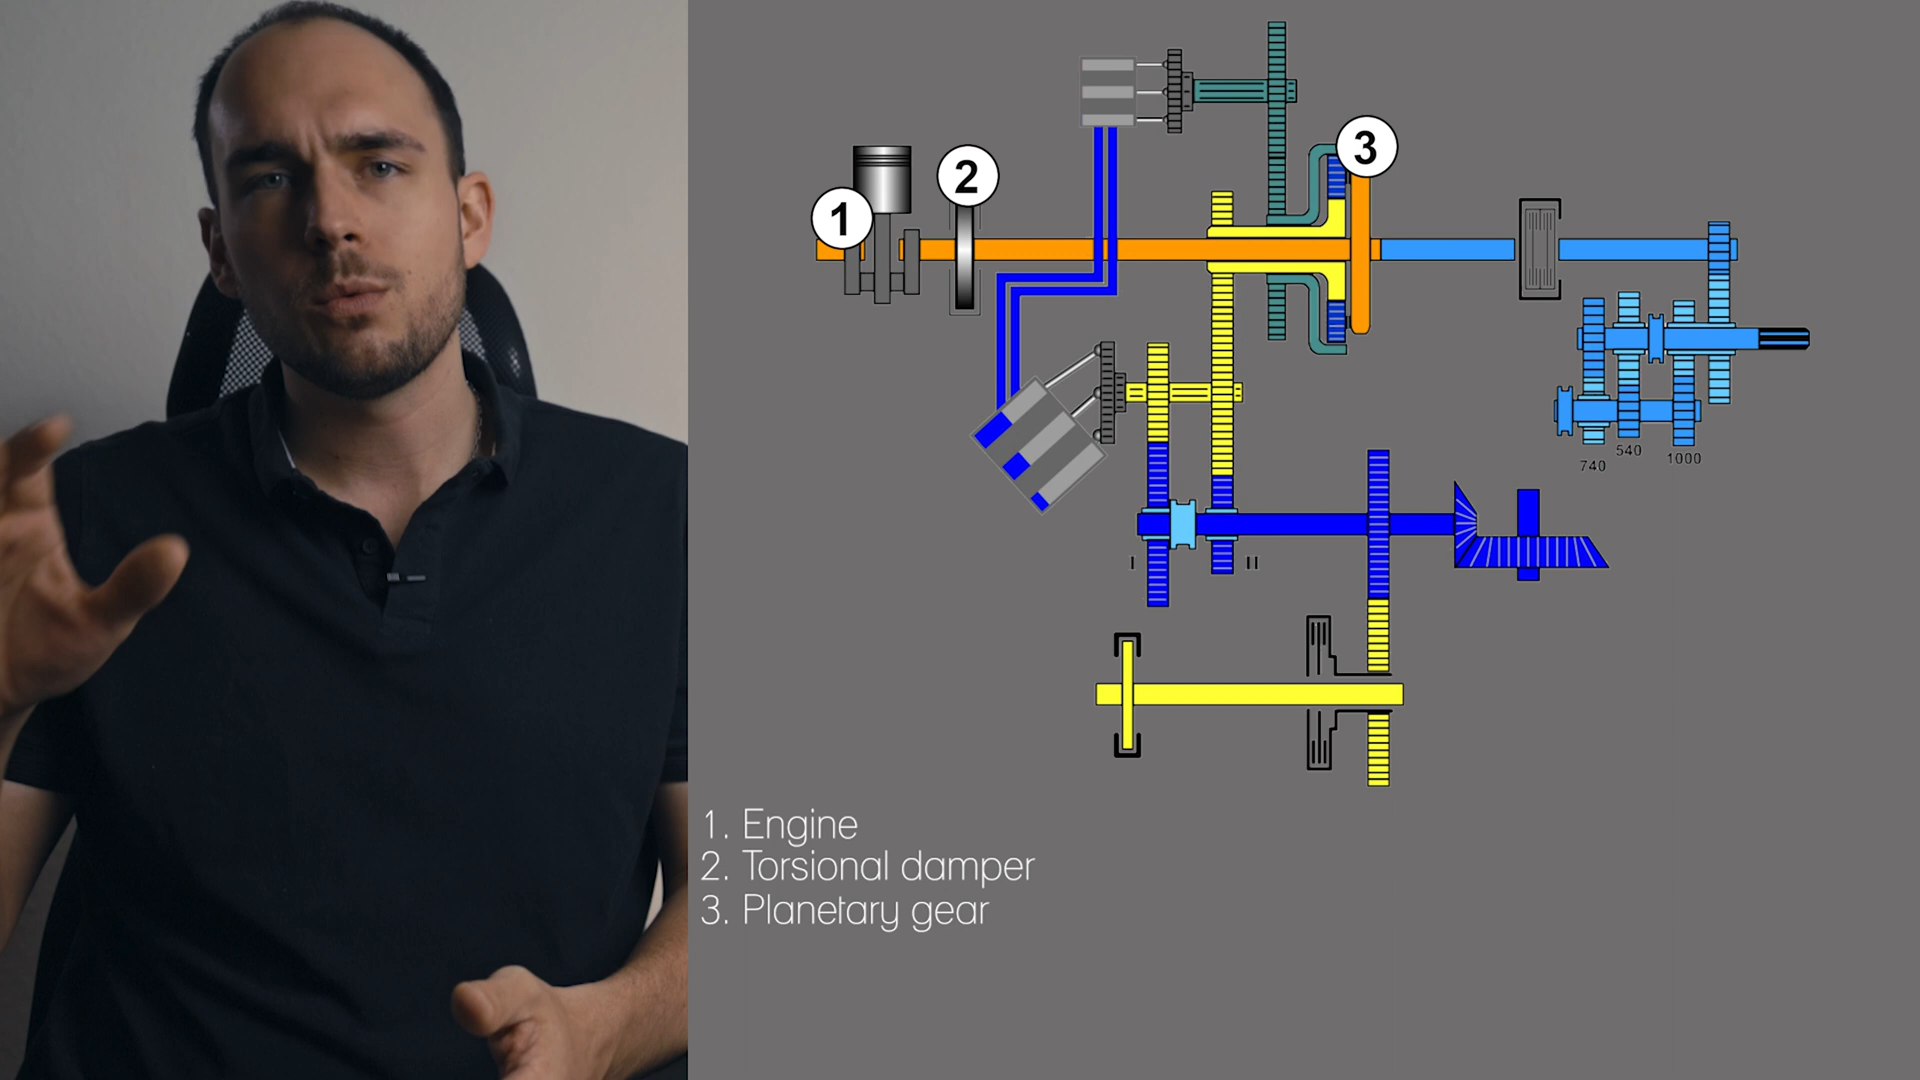 3
2
1
740
540
1000
I
II
1. Engine
2. Torsional damper
3. Planetary gear